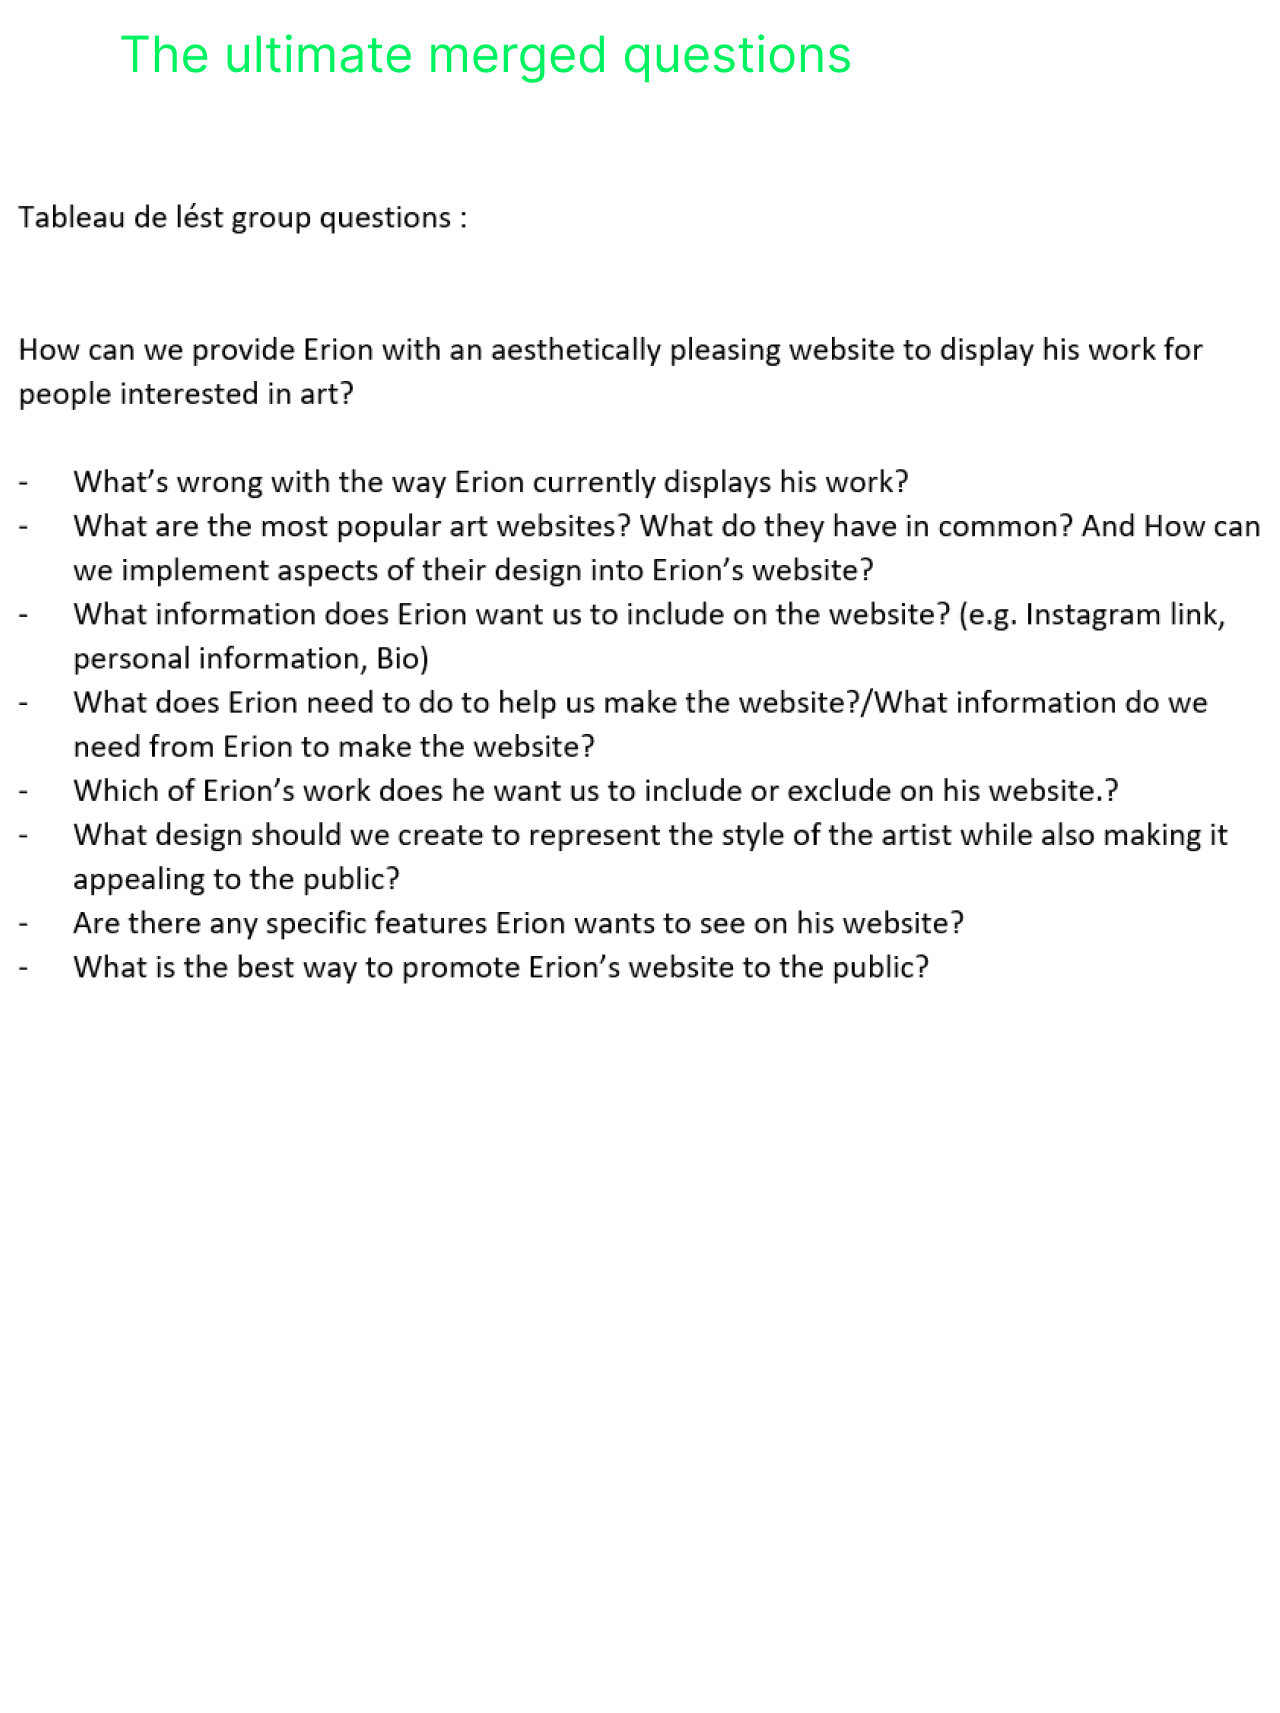 The ultimate merged questions
Tableau de lést group questions :
How can we provide Erion with an aesthetically pleasing website to display his work for
people interested in art?
- What’s wrong with the way Erion currently displays his work?
- What are the most popular art websites? What do they have in common? And How can
we implement aspects of their design into Erion’s website?
- What information does Erion want us to include on the website? (e.g. Instagram link,
personal information, Bio)
- What does Erion need to do to help us make the website?/What information do we
need from Erion to make the website?
- Which of Erion’s work does he want us to include or exclude on his website.?
- What design should we create to represent the style of the artist while also making it
appealing to the public?
- Are there any specific features Erion wants to see on his website?
- What is the best way to promote Erion’s website to the public?